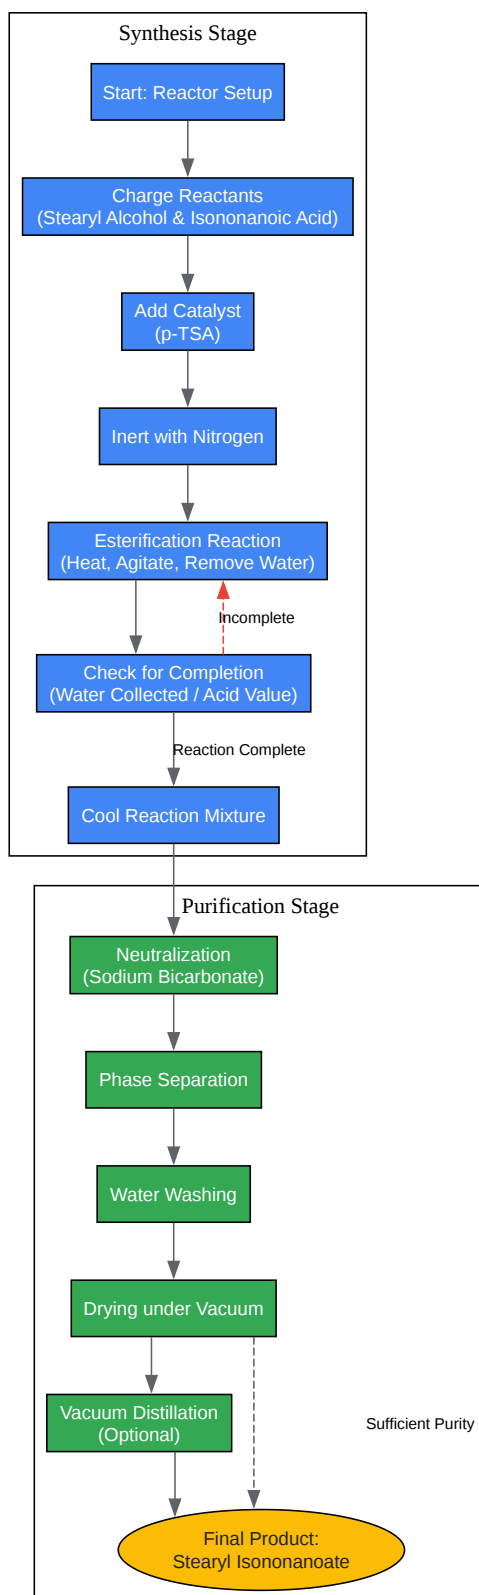 Synthesis Stage
Start: Reactor Setup
Charge Reactants
(Stearyl Alcohol & Isononanoic Acid)
Add Catalyst
(p-TSA)
Inert with Nitrogen
Esterification Reaction
(Heat, Agitate, Remove Water)
Incomplete
Check for Completion
(Water Collected / Acid Value)
Reaction Complete
Cool Reaction Mixture
Purification Stage
Neutralization
(Sodium Bicarbonate)
Phase Separation
Water Washing
Drying under Vacuum
Vacuum Distillation
(Optional)
Sufficient Purity
Final Product:
Stearyl Isononanoate